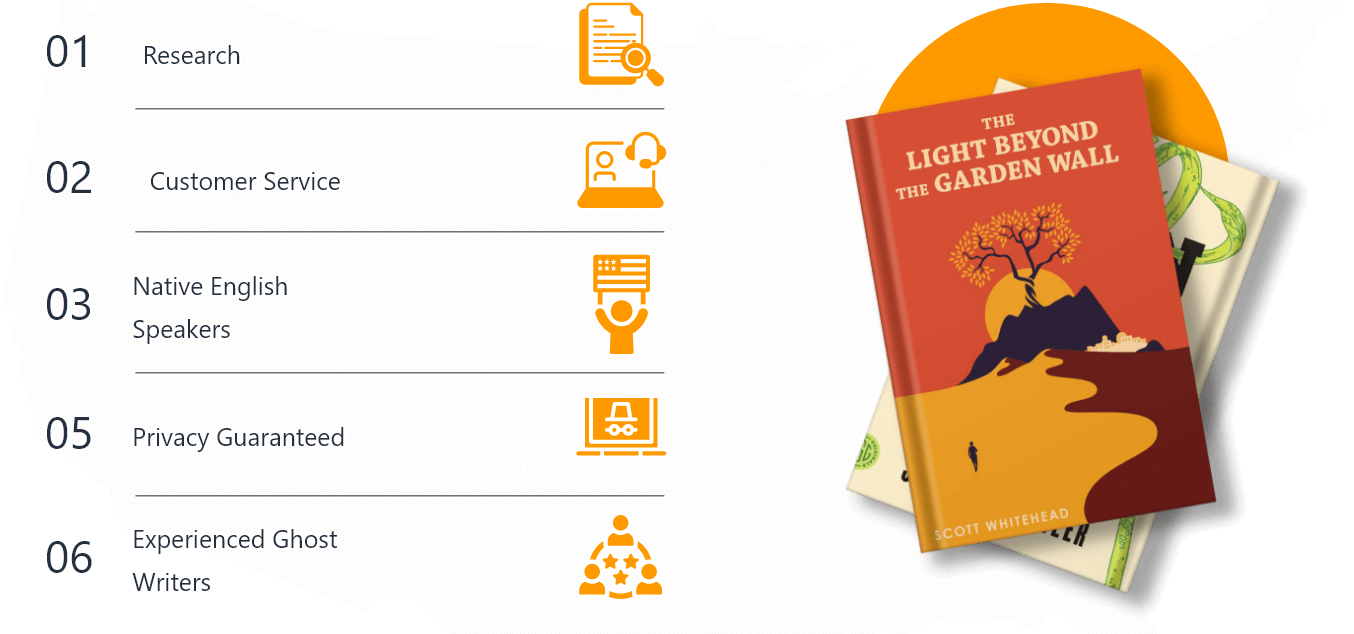 01
Research
02
Customer Service
03
Native English
Speakers
05
Privacy Guaranteed
06
Experienced Ghost
Writers
THE
LIGHT BEYOND
THE GARDEN WALL
SCOTT WHITEHEAD